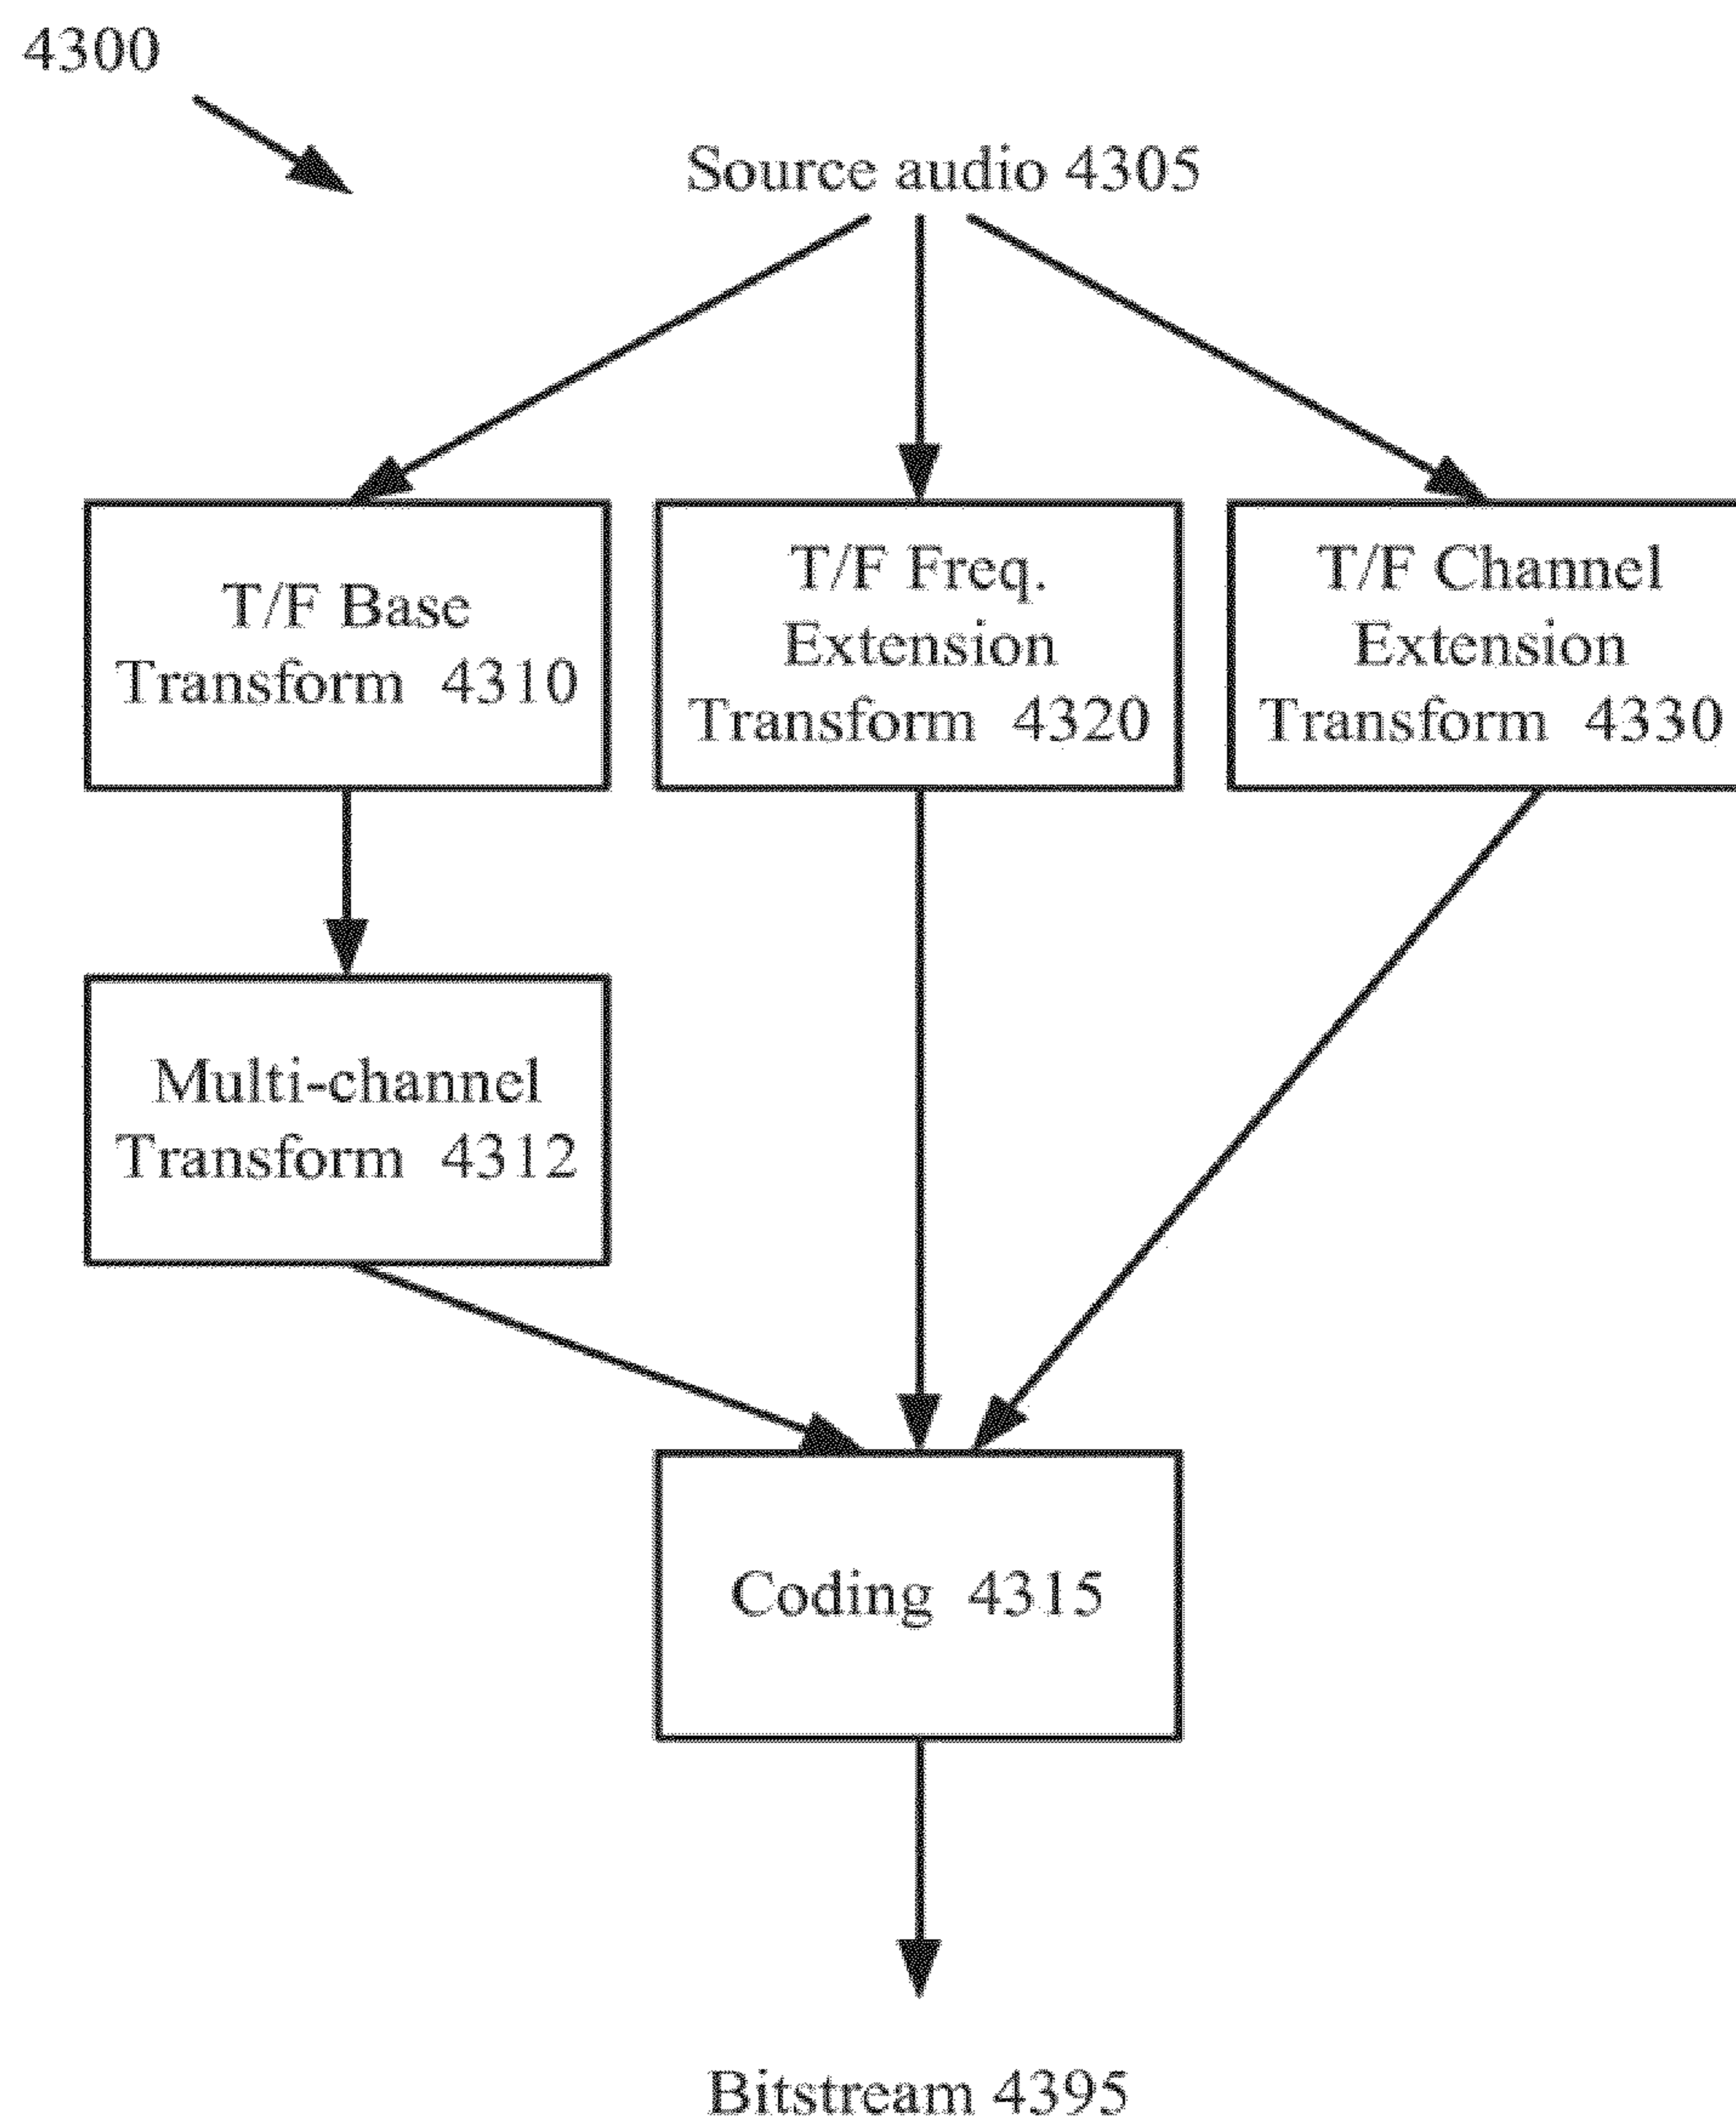 4300
Source audio 4305
T/F Base
Transform 4310
T/F Freq.
Extension
Transform 4320
T/F Channel
Extension
Transform 4330
Multi-channel
Transform 4312
Coding 4315
Bitstream 4395